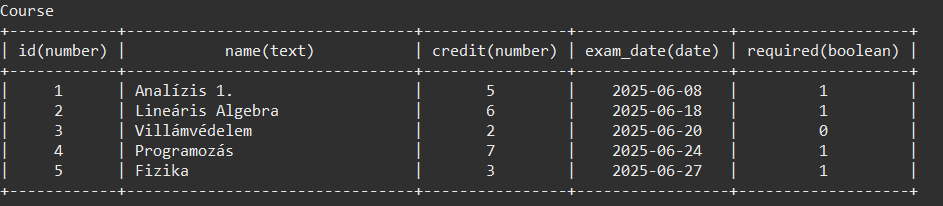 Course
+------------+-----------------------------+----------------+-----------------+-------------------+
| id(number) |          name(text)         | credit(number) | exam_date(date) | required(boolean) |
+------------+-----------------------------+----------------+-----------------+-------------------+
|     1      | Analízis 1.                 |       5        |    2025-06-08   |         1         |
|     2      | Lineáris Algebra            |       6        |    2025-06-18   |         1         |
|     3      | Villámvédelem               |       2        |    2025-06-20   |         0         |
|     4      | Programozás                 |       7        |    2025-06-24   |         1         |
|     5      | Fizika                      |       3        |    2025-06-27   |         1         |
+------------+-----------------------------+----------------+-----------------+-------------------+